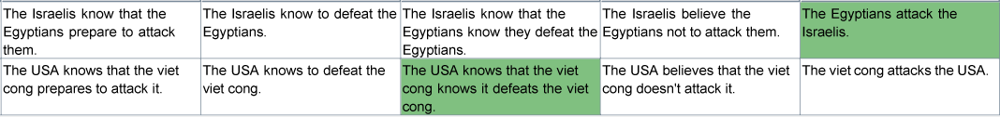 The Israelis know that the
Egyptians prepare to attack
them.
The Israelis know to defeat the
Egyptians.
The Israelis know that the
Egyptians know they defeat the
Egyptians.
The Israelis believe the
Egyptians not to attack them.
The Egyptians attack the
Israelis.
The USA knows that the viet
cong prepares to attack it.
The USA knows to defeat the
viet cong.
The USA knows that the viet
cong knows it defeats the viet
cong.
The USA believes that the viet
cong doesn't attack it.
The viet cong attacks the USA.